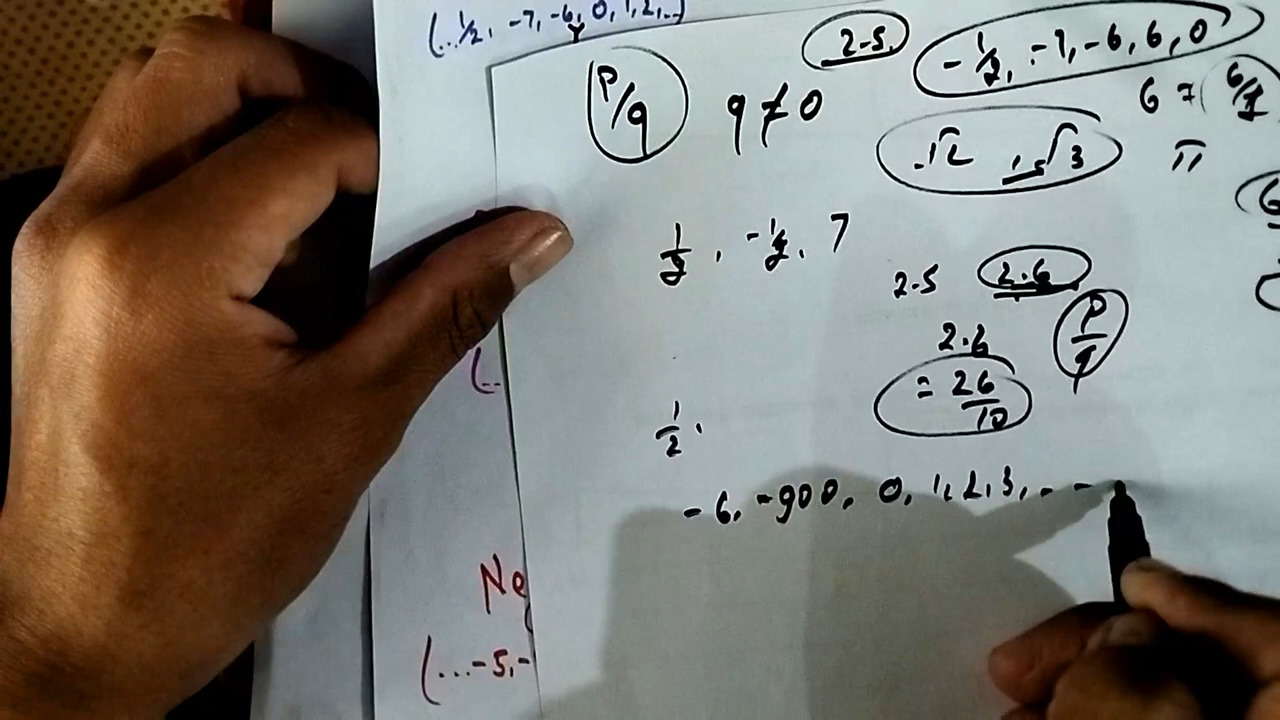 (...1/2, -7, -6, 0, 1, 2, ..)
2.5
-1/2, -7, -6, 6, 0
P/q q ≠ 0
6 = 6/1
√2 √3 π
1/2, -1/2, 7
2.5 2.6
2.6 P/q
= 26/10
1/2.
(..
-6, -900, 0, 1, 2, 3, . - -
Ne
(...-5, -